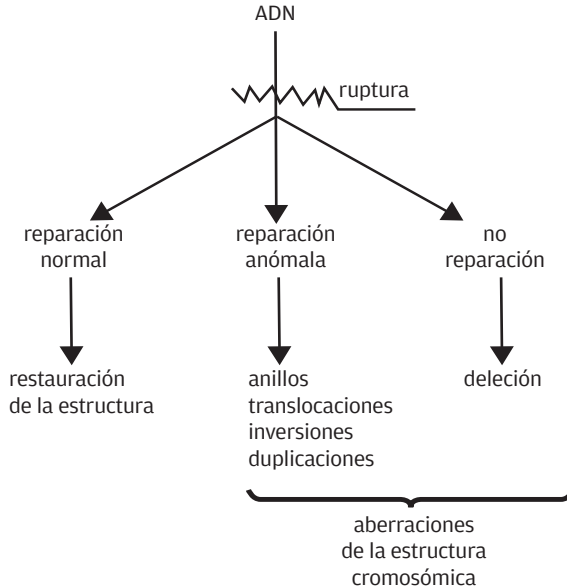 ADN
ruptura
reparación
normal
reparación
anómala
no
reparación
restauración
de la estructura
anillos
translocaciones
inversiones
duplicaciones
deleción
aberraciones
de la estructura
cromosómica